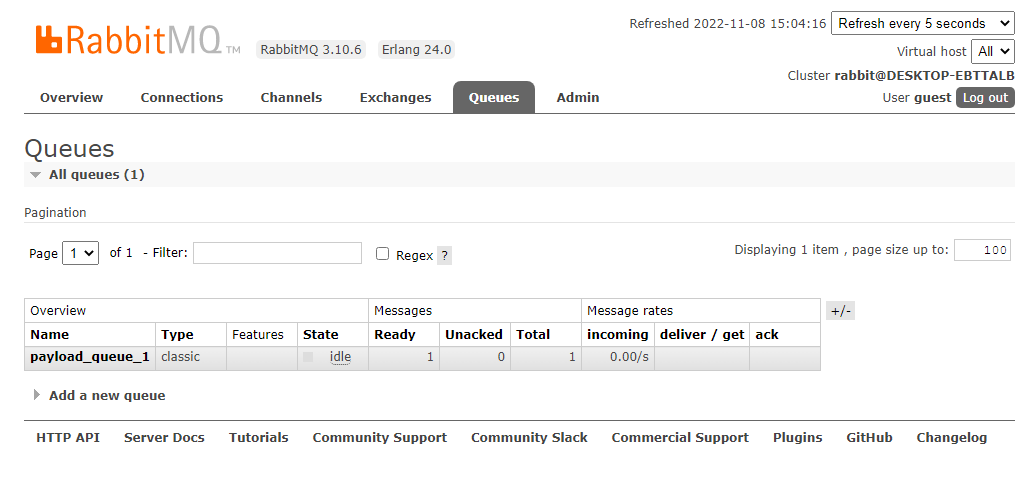 RabbitMQ TM RabbitMQ 3.10.6 Erlang 24.0
Refreshed 2022-11-08 15:04:16 Refresh every 5 seconds
Virtual host All
Cluster rabbit@DESKTOP-EBTTALB
User guest Log out
Overview Connections Channels Exchanges Queues Admin
Queues
All queues (1)
Pagination
Page 1 of 1 - Filter: Regex ? Displaying 1 item , page size up to: 100
Overview Messages Message rates +/-
Name Type Features State Ready Unacked Total incoming deliver / get ack
payload_queue_1 classic idle 1 0 1 0.00/s
Add a new queue
HTTP API Server Docs Tutorials Community Support Community Slack Commercial Support Plugins GitHub Changelog